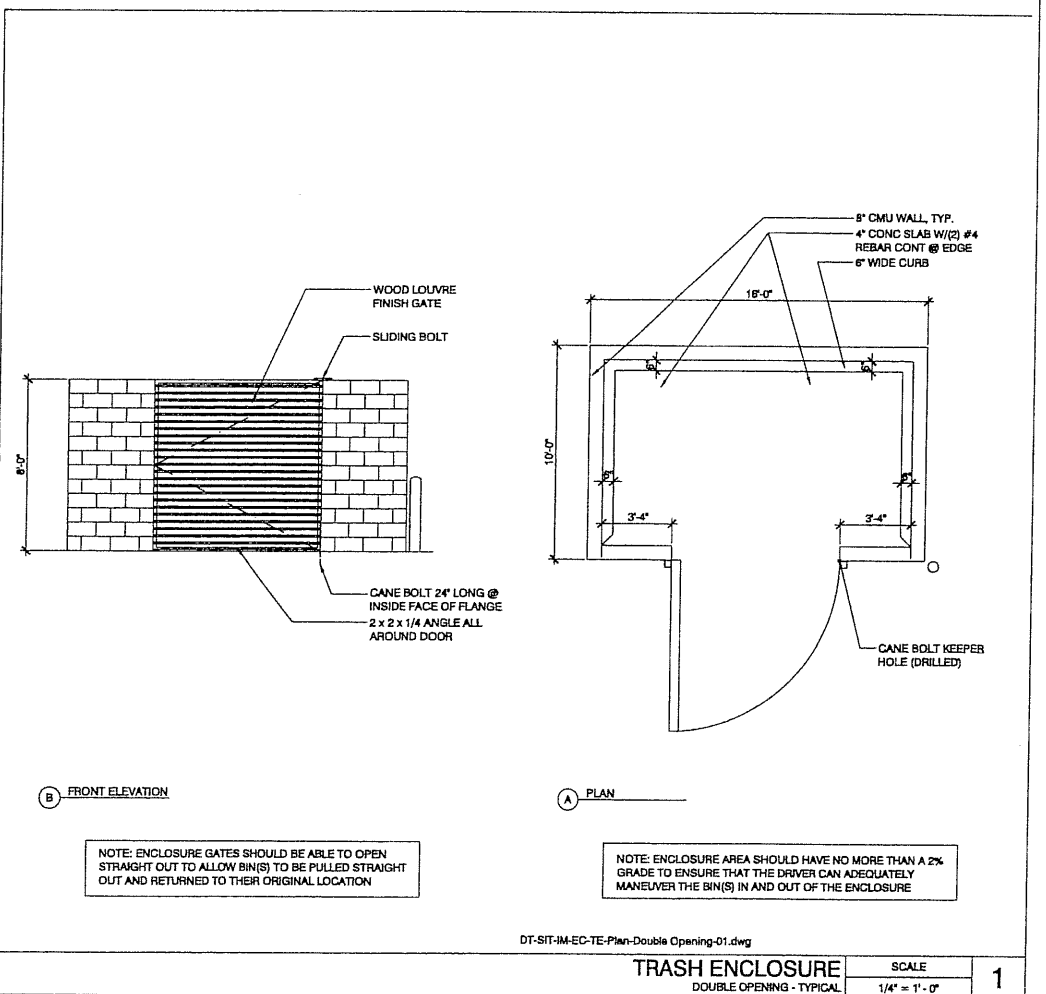 8" CMU WALL, TYP.
4" CONC SLAB W/(2) #4
REBAR CONT @ EDGE
6" WIDE CURB
16'-0"
WOOD LOUVRE
FINISH GATE
SLIDING BOLT
6"
6"
8'-0"
10'-0"
6"
6"
3'-4"
3'-4"
CANE BOLT 24" LONG @
INSIDE FACE OF FLANGE
2 x 2 x 1/4 ANGLE ALL
AROUND DOOR
CANE BOLT KEEPER
HOLE (DRILLED)
B FRONT ELEVATION
A PLAN
NOTE: ENCLOSURE GATES SHOULD BE ABLE TO OPEN
STRAIGHT OUT TO ALLOW BIN(S) TO BE PULLED STRAIGHT
OUT AND RETURNED TO THEIR ORIGINAL LOCATION
NOTE: ENCLOSURE AREA SHOULD HAVE NO MORE THAN A 2%
GRADE TO ENSURE THAT THE DRIVER CAN ADEQUATELY
MANEUVER THE BIN(S) IN AND OUT OF THE ENCLOSURE
DT-SIT-IM-EC-TE-Plan-Double Opening-01.dwg
TRASH ENCLOSURE
DOUBLE OPENING - TYPICAL
SCALE
1/4" = 1' - 0"
1